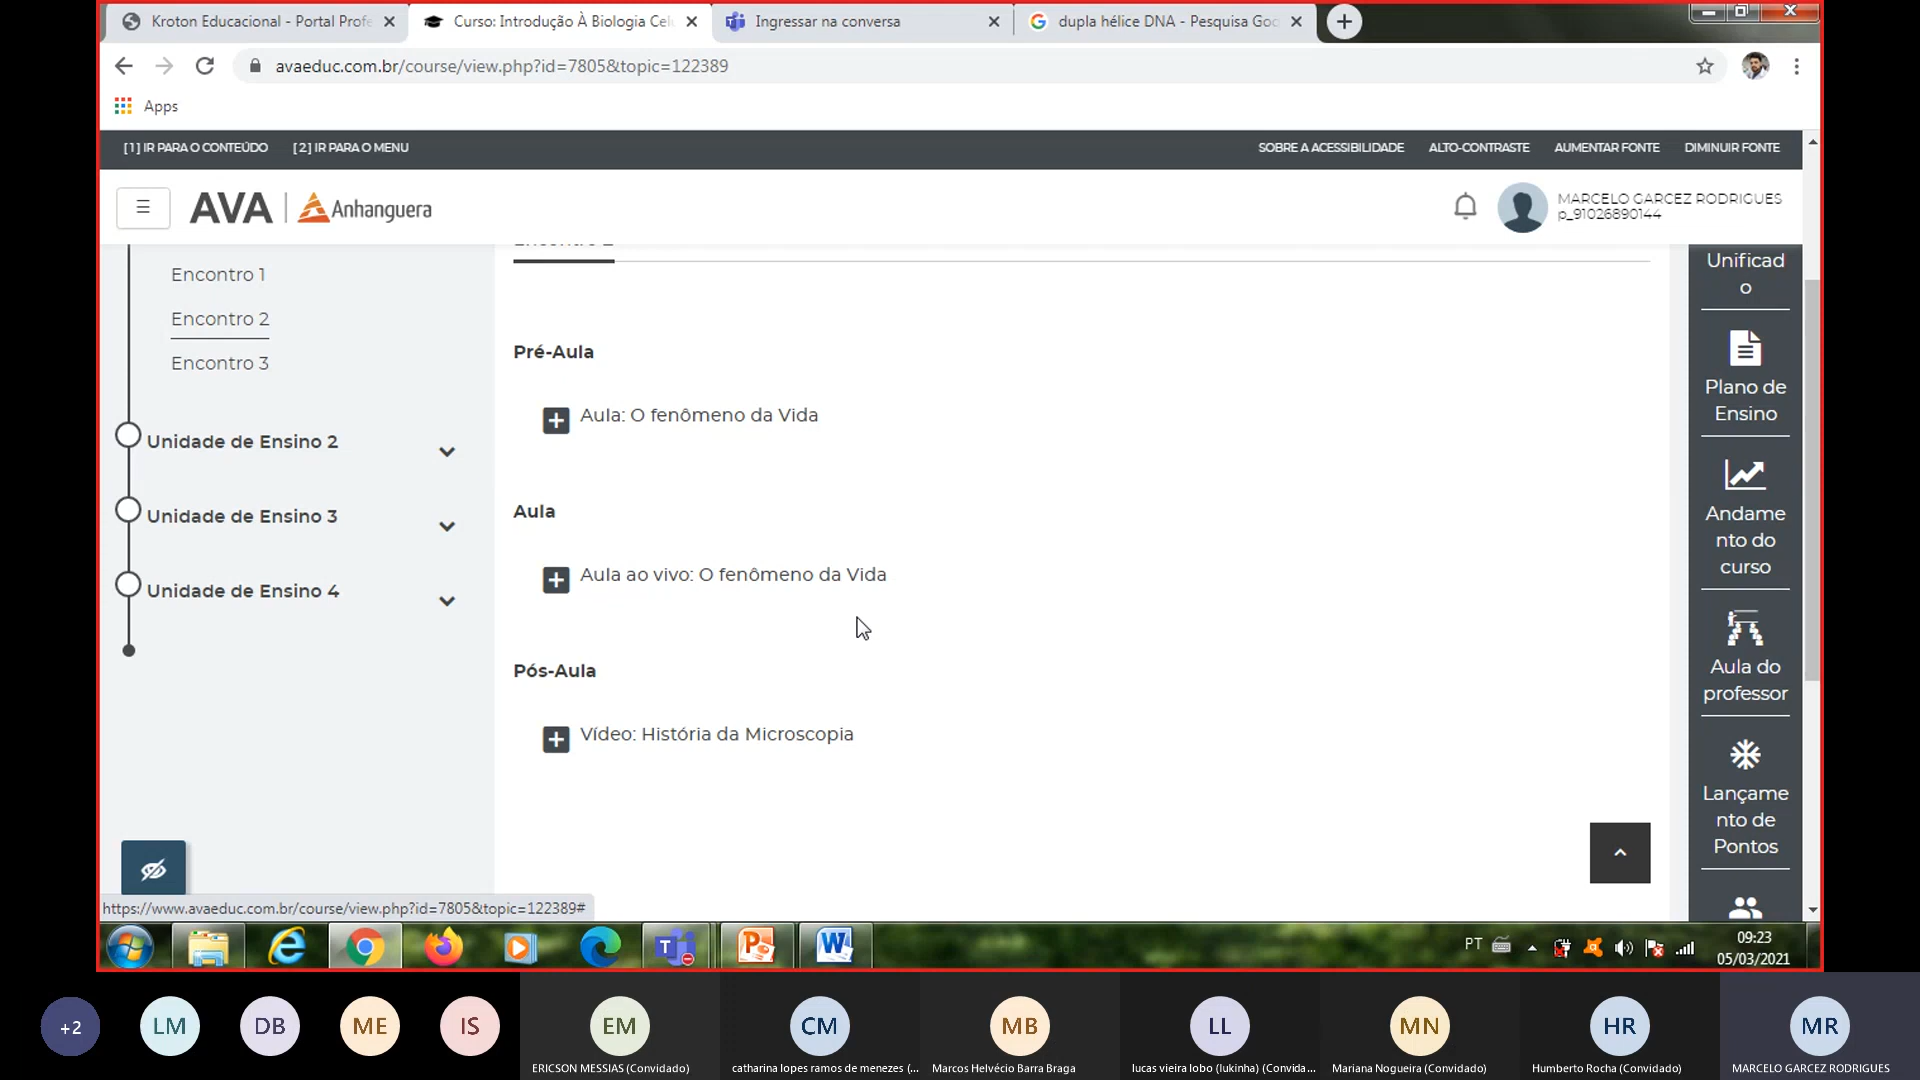 Kroton Educacional - Portal Profe
Curso: Introdução À Biologia Cel
Ingressar na conversa
dupla hélice DNA - Pesquisa Goo
avaeduc.com.br/course/view.php?id=7805&topic=122389
Apps
[1] IR PARA O CONTEÚDO
[2] IR PARA O MENU
SOBRE A ACESSIBILIDADE
ALTO-CONTRASTE
AUMENTAR FONTE
DIMINUIR FONTE
AVA
Anhanguera
MARCELO GARCEZ RODRIGUES
p_91026890144
Encontro 2
Encontro 1
Encontro 2
Encontro 3
Unidade de Ensino 2
Unidade de Ensino 3
Unidade de Ensino 4
Pré-Aula
Aula: O fenômeno da Vida
Aula
Aula ao vivo: O fenômeno da Vida
Pós-Aula
Vídeo: História da Microscopia
Unificad
o
Plano de
Ensino
Andame
nto do
curso
Aula do
professor
Lançame
nto de
Pontos
https://www.avaeduc.com.br/course/view.php?id=7805&topic=122389#
PT
09:23
05/03/2021
+2
LM
DB
ME
IS
EM
CM
MB
LL
MN
HR
MR
ERICSON MESSIAS (Convidado)
catharina lopes ramos de menezes (...
Marcos Helvécio Barra Braga
lucas vieira lobo (lukinha) (Convida...
Mariana Nogueira (Convidado)
Humberto Rocha (Convidado)
MARCELO GARCEZ RODRIGUES